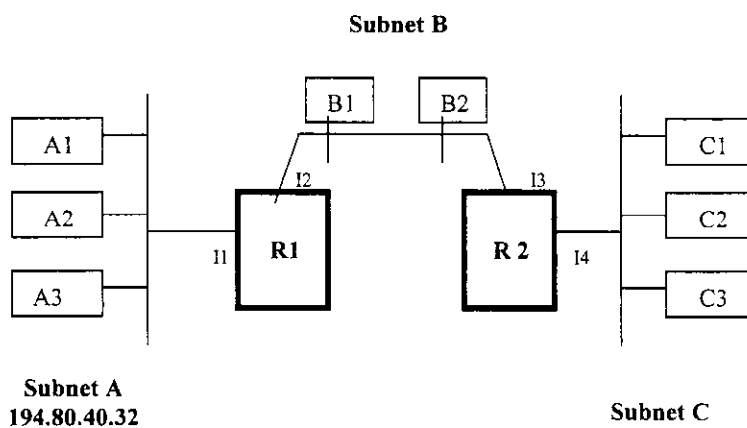 Subnet B
B1
B2
A1
C1
I2
I3
A2
C2
R1
R 2
I1
I4
A3
C3
Subnet A
194.80.40.32
Subnet C